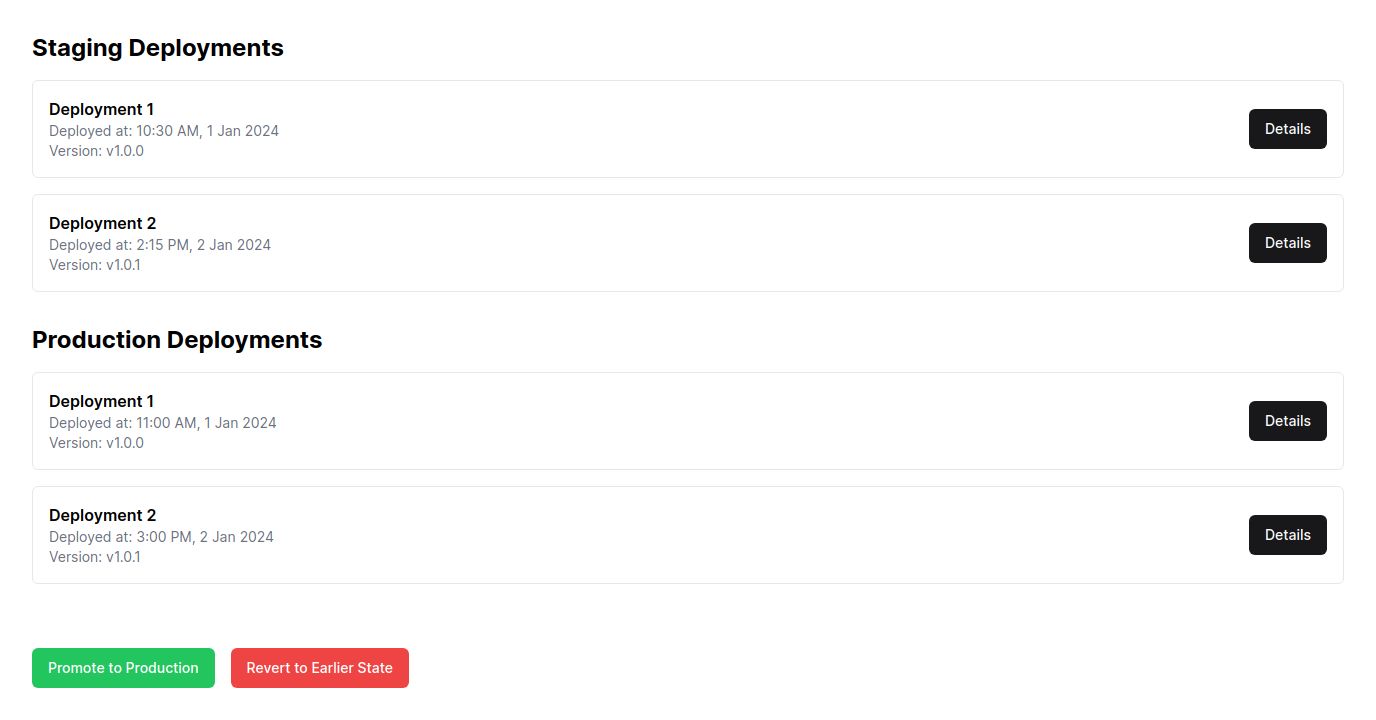 Staging Deployments
Deployment 1
Deployed at: 10:30 AM, 1 Jan 2024
Version: v1.0.0
Details
Deployment 2
Deployed at: 2:15 PM, 2 Jan 2024
Version: v1.0.1
Details
Production Deployments
Deployment 1
Deployed at: 11:00 AM, 1 Jan 2024
Version: v1.0.0
Details
Deployment 2
Deployed at: 3:00 PM, 2 Jan 2024
Version: v1.0.1
Details
Promote to Production
Revert to Earlier State